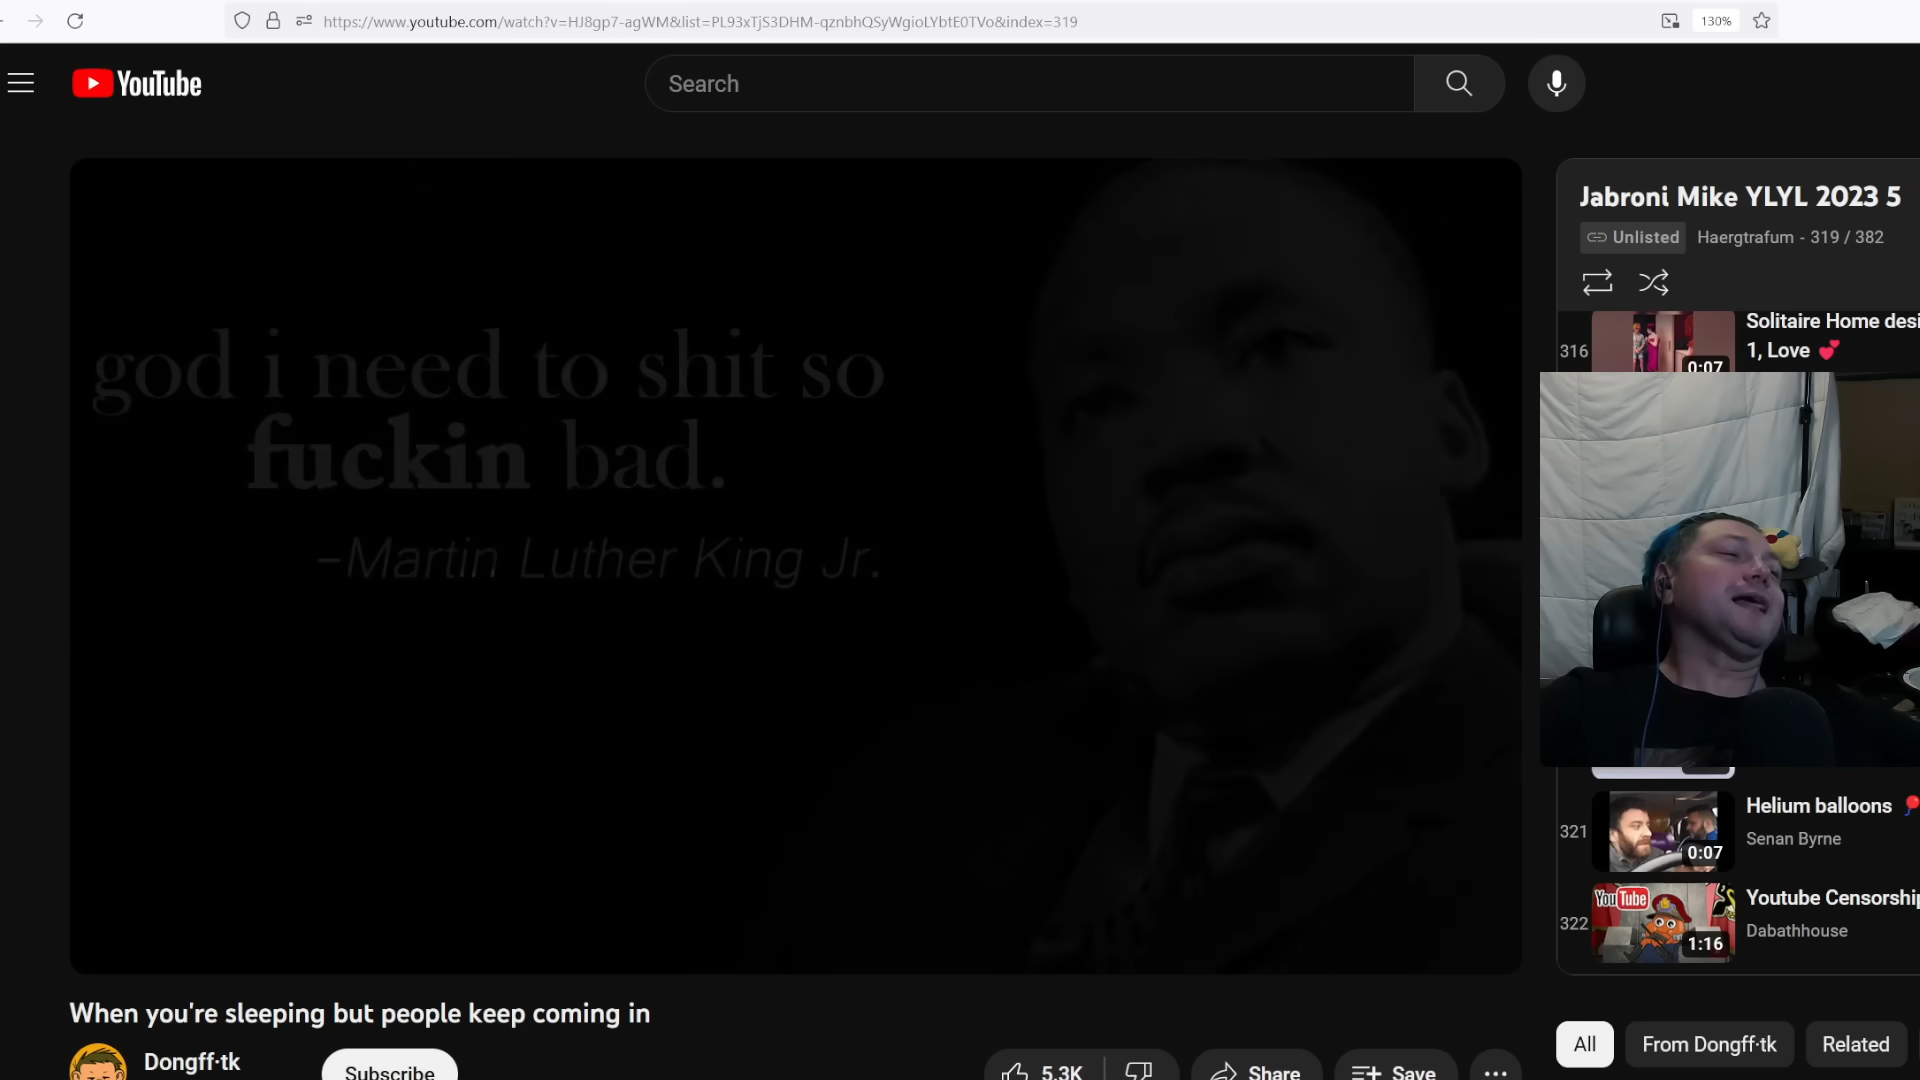 https://www.youtube.com/watch?v=HJ8gp7-agWM&list=PL93xTjS3DHM-qznbhQSyWgioLYbtE0TVo&index=319
130%
YouTube
Search
god i need to shit so
fuckin bad.
–Martin Luther King Jr.
Jabroni Mike YLYL 2023 5
Unlisted
Haergtrafum - 319 / 382
316
0:07
Solitaire Home desi
1, Love 💕
321
0:07
Helium balloons 🎈
Senan Byrne
322
YouTube
1:16
Youtube Censorship
Dabathhouse
When you're sleeping but people keep coming in
Dongff·tk
Subscribe
5.3K
Share
Save
All
From Dongff·tk
Related